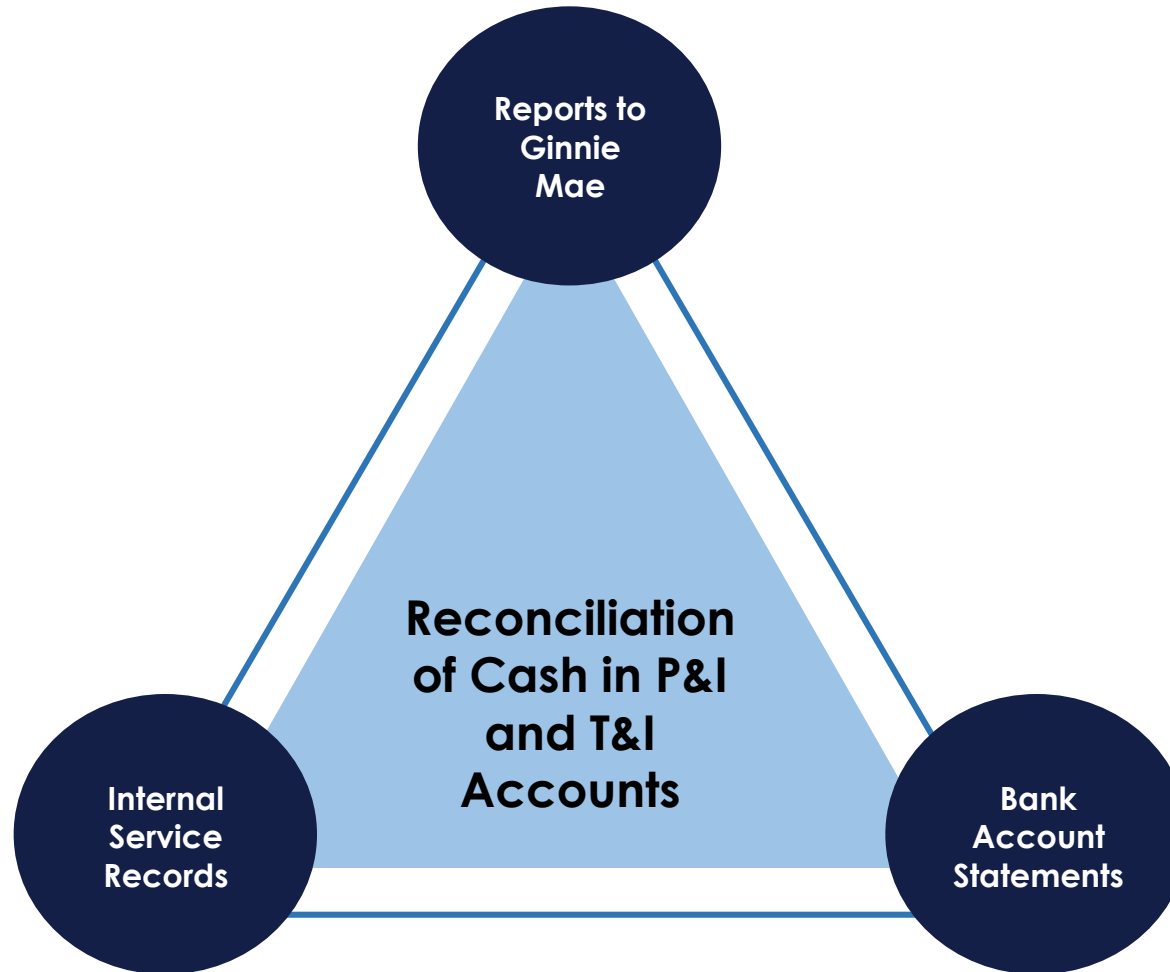 Reports to
Ginnie
Mae
Reconciliation
of Cash in P&I
and T&I
Accounts
Internal
Service
Records
Bank
Account
Statements